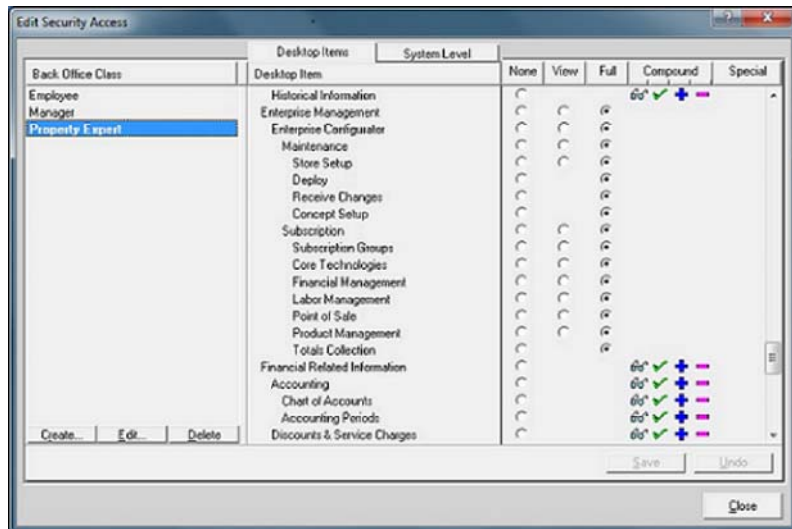 Edit Security Access
Desktop Items System Level
Back Office Class Desktop Item None View Full Compound Special
Employee Historical Information
Manager Enterprise Management
Property Expert Enterprise Configurator
Maintenance
Store Setup
Deploy
Receive Changes
Concept Setup
Subscription
Subscription Groups
Core Technologies
Financial Management
Labor Management
Point of Sale
Product Management
Totals Collection
Financial Related Information
Accounting
Chart of Accounts
Accounting Periods
Create... Edit... Delete Discounts & Service Charges
Save Undo
Close